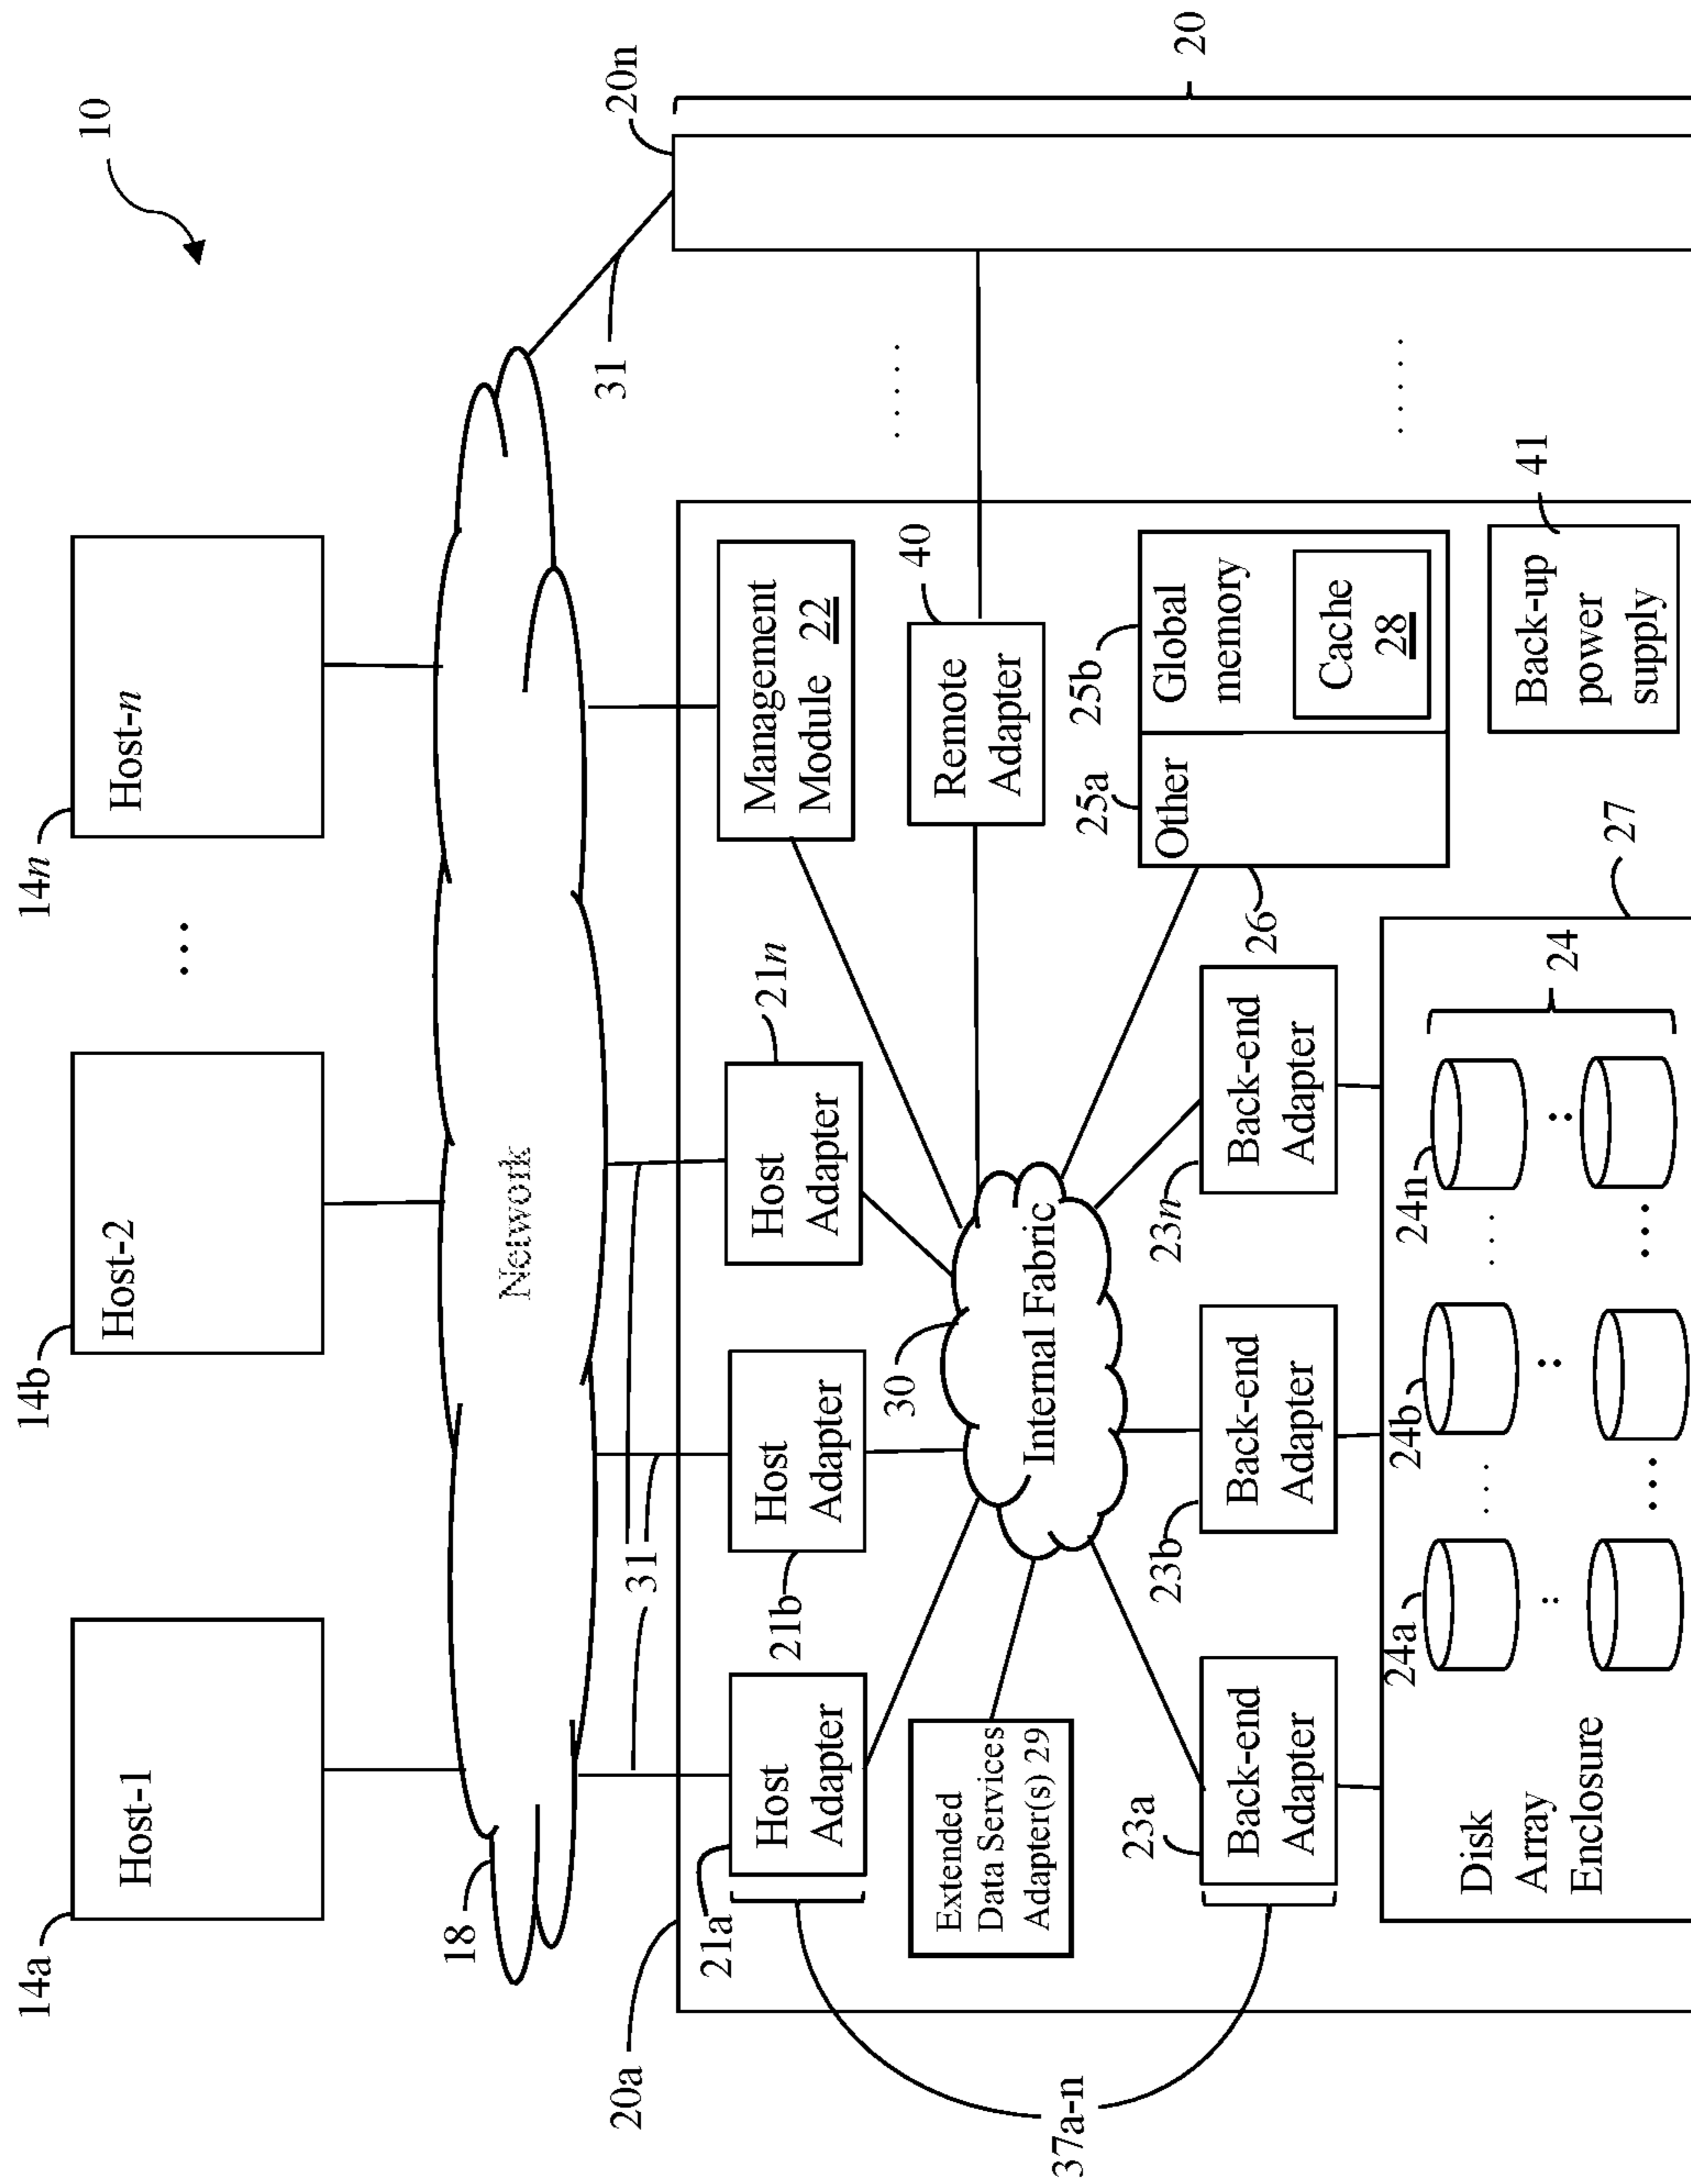 10
14a
14b
14n
Host-1
Host-2
...
Host-n
18
Network
31
20a
20n
20
31
21a
21b
21n
Host
Adapter
Host
Adapter
Host
Adapter
Management
Module 22
37a-n
Extended
Data Services
Adapter(s) 29
30
Internal Fabric
40
Remote
Adapter
.....
23a
23b
23n
Back-end
Adapter
Back-end
Adapter
Back-end
Adapter
26
25a
25b
Other
Global
memory
Cache
28
27
41
Back-up
power
supply
.....
Disk
Array
Enclosure
24a
24b
24n
24